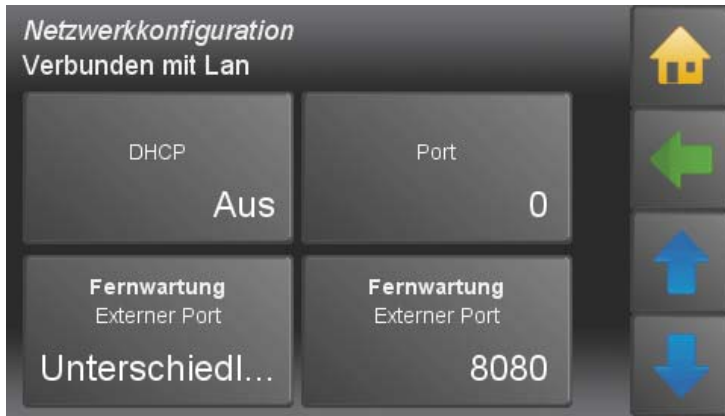 Netzwerkkonfiguration
Verbunden mit Lan
DHCP
Aus
Port
0
Fernwartung
Externer Port
Unterschiedl...
Fernwartung
Externer Port
8080